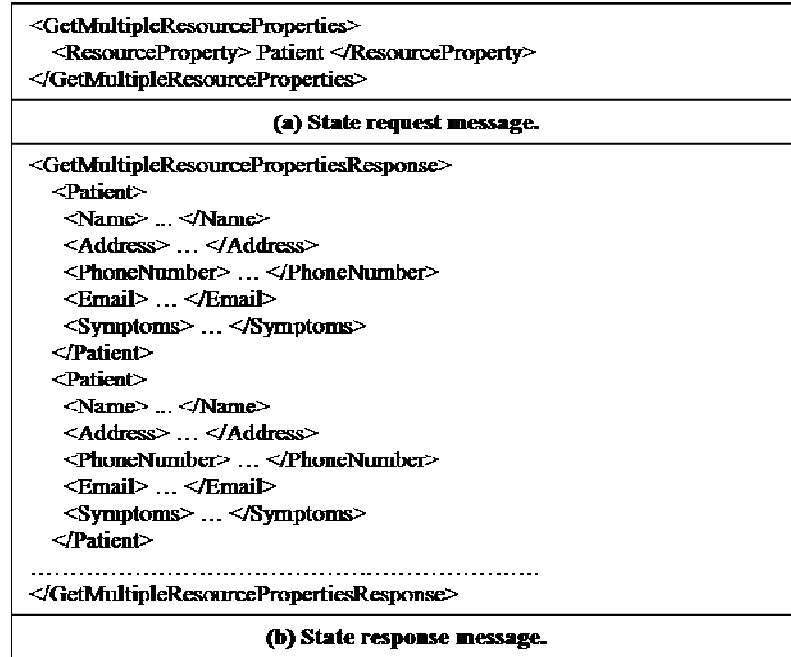 <GetMultipleResourceProperties>
<ResourceProperty> Patient </ResourceProperty>
</GetMultipleResourceProperties>
(a) State request message.
<GetMultipleResourcePropertiesResponse>
<Patient>
<Name> ... </Name>
<Address> ... </Address>
<PhoneNumber> ... </PhoneNumber>
<Email> ... </Email>
<Symptoms> ... </Symptoms>
</Patient>
<Patient>
<Name> ... </Name>
<Address> ... </Address>
<PhoneNumber> ... </PhoneNumber>
<Email> ... </Email>
<Symptoms> ... </Symptoms>
</Patient>
..................................................................
</GetMultipleResourcePropertiesResponse>
(b) State response message.